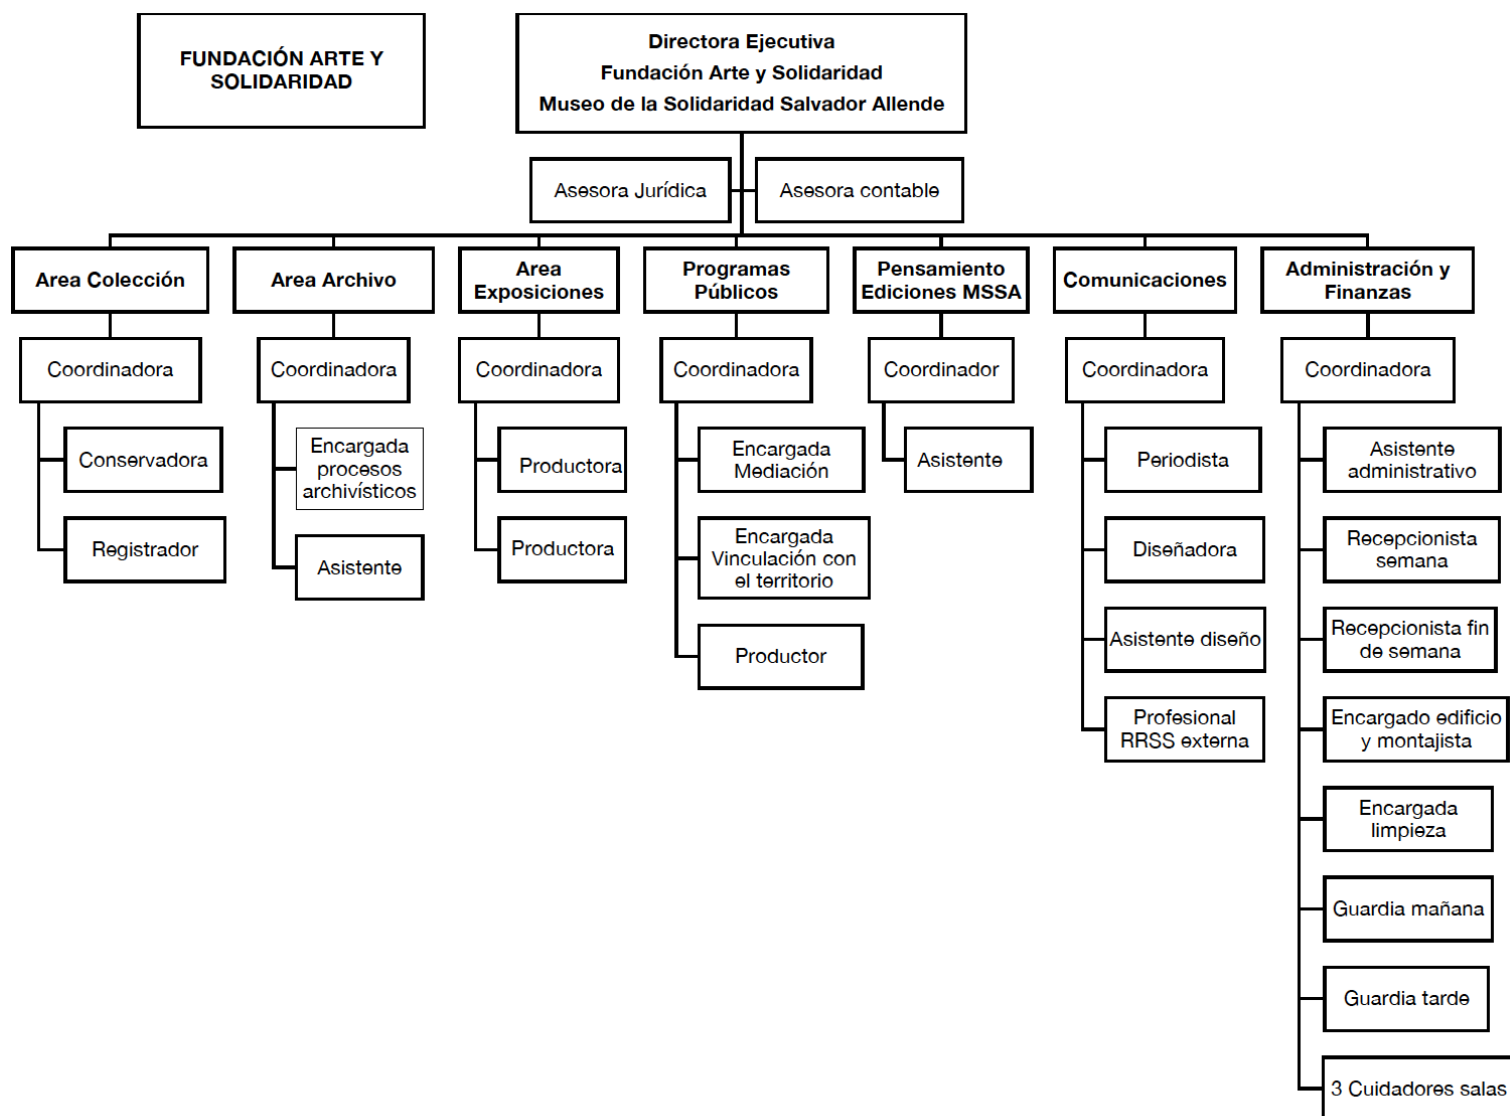 FUNDACIÓN ARTE Y
SOLIDARIDAD
Directora Ejecutiva
Fundación Arte y Solidaridad
Museo de la Solidaridad Salvador Allende
Asesora Jurídica
Asesora contable
Area Colección
Coordinadora
Conservadora
Registrador
Area Archivo
Coordinadora
Encargada
procesos
archivísticos
Asistente
Area
Exposiciones
Coordinadora
Productora
Productora
Programas
Públicos
Coordinadora
Encargada
Mediación
Encargada
Vinculación con
el territorio
Productor
Pensamiento
Ediciones MSSA
Coordinador
Asistente
Comunicaciones
Coordinadora
Periodista
Diseñadora
Asistente diseño
Profesional
RRSS externa
Administración y
Finanzas
Coordinadora
Asistente
administrativo
Recepcionista
semana
Recepcionista fin
de semana
Encargado edificio
y montajista
Encargada
limpieza
Guardia mañana
Guardia tarde
3 Cuidadores salas